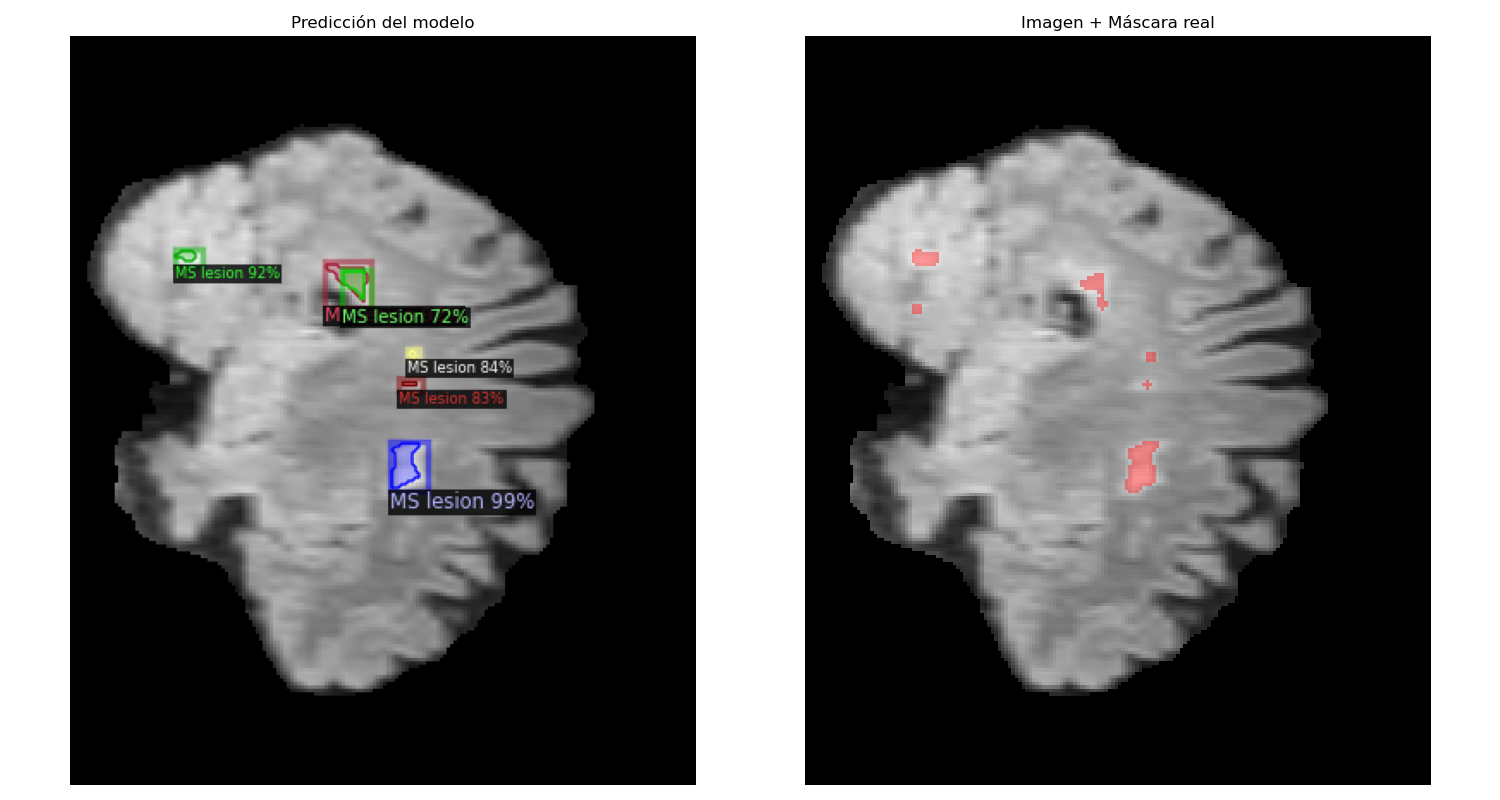 Predicción del modelo
Imagen + Máscara real
MS lesion 92%
M
MS lesion 72%
MS lesion 84%
MS lesion 83%
MS lesion 99%